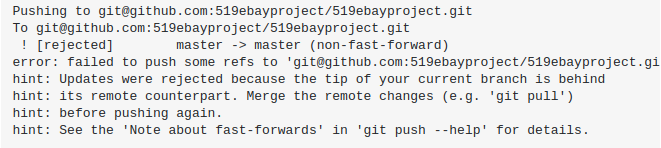 Pushing to git@github.com:519ebayproject/519ebayproject.git
To git@github.com:519ebayproject/519ebayproject.git
! [rejected] master -> master (non-fast-forward)
error: failed to push some refs to 'git@github.com:519ebayproject/519ebayproject.gi
hint: Updates were rejected because the tip of your current branch is behind
hint: its remote counterpart. Merge the remote changes (e.g. 'git pull')
hint: before pushing again.
hint: See the 'Note about fast-forwards' in 'git push --help' for details.